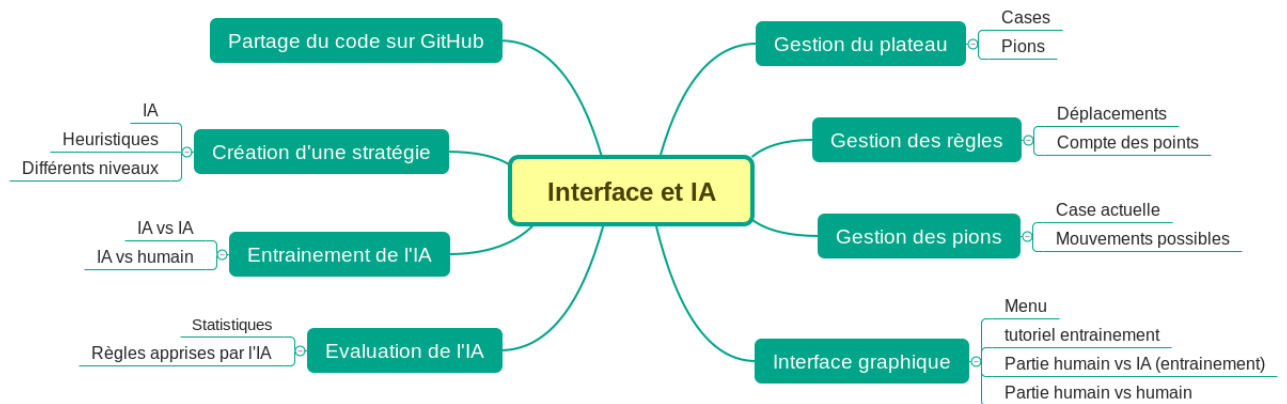 Partage du code sur GitHub
IA
Heuristiques
Différents niveaux
Création d'une stratégie
IA vs IA
IA vs humain
Entrainement de l'IA
Statistiques
Règles apprises par l'IA
Evaluation de l'IA
Interface et IA
Gestion du plateau
Cases
Pions
Gestion des règles
Déplacements
Compte des points
Gestion des pions
Case actuelle
Mouvements possibles
Interface graphique
Menu
tutoriel entrainement
Partie humain vs IA (entrainement)
Partie humain vs humain